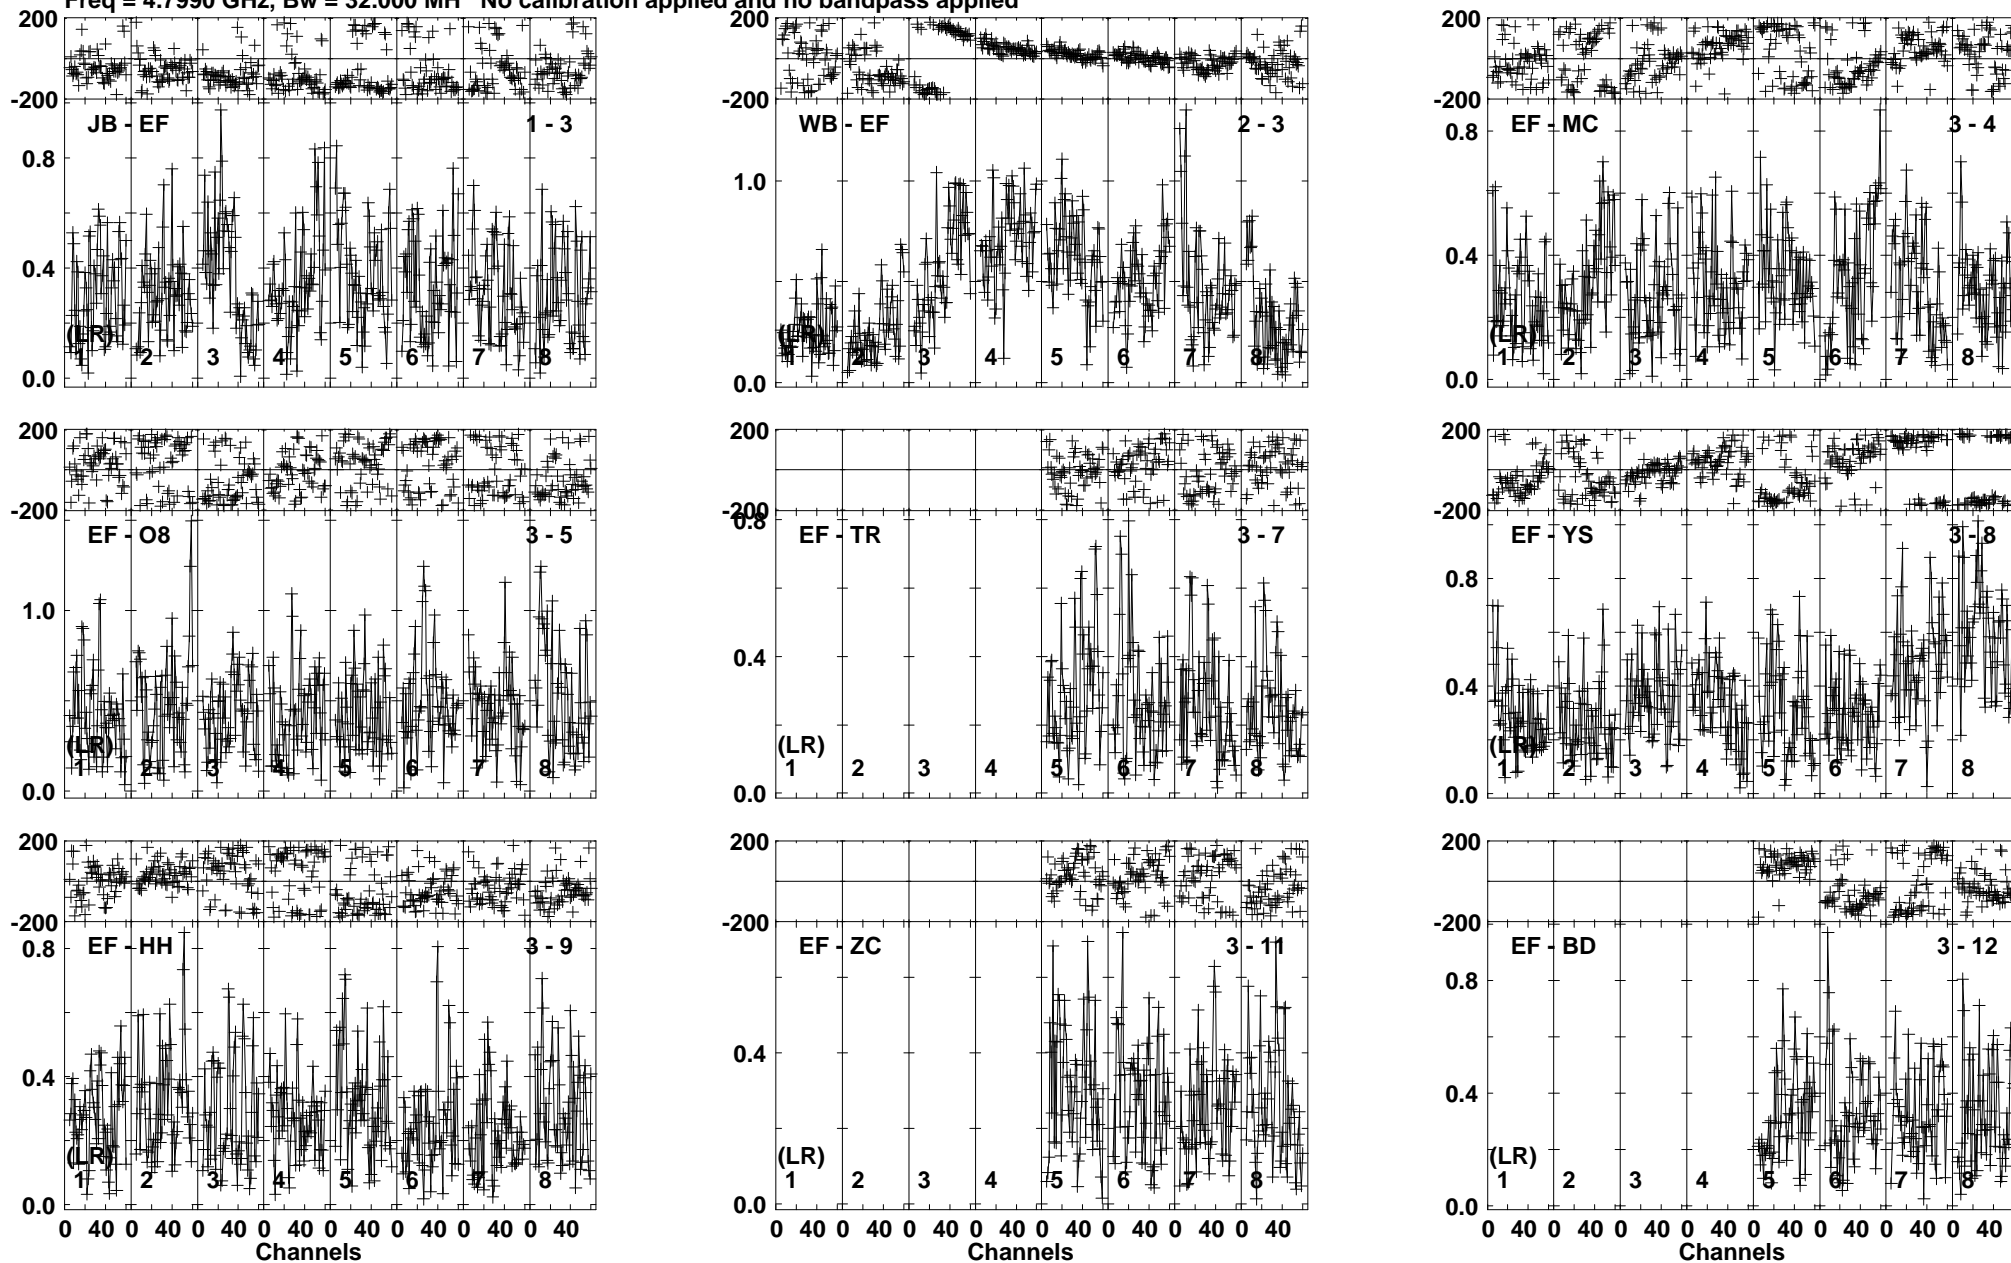 Freq = 4.7990 GHz, Bw = 32.000 MH No calibration applied and no bandpass applied
200 200 200
-200 -200 -200
JB - EF 1 - 3 WB - EF 2 - 3 EF - MC 3 - 4
0.8 1.0 0.8
0.4 0.4
(LR) (LR) (LR)
1 2 3 4 5 6 7 8 1 2 3 4 5 6 7 8 1 2 3 4 5 6 7 8
0.0 0.0 0.0
200 200 200
-200 -200 -200
0.8
EF - O8 3 - 5 EF - TR 3 - 7 EF - YS 3 - 8
1.0 0.4 0.8
0.4
(LR) (LR) (LR)
1 2 3 4 5 6 7 8 1 2 3 4 5 6 7 8 1 2 3 4 5 6 7 8
0.0 0.0 0.0
200 200 200
-200 -200 -200
EF - HH 3 - 9 EF - ZC 3 - 11 EF - BD 3 - 12
0.8 0.8
0.4 0.4 0.4
(LR) (LR) (LR)
1 2 3 4 5 6 7 8 1 2 3 4 5 6 7 8 1 2 3 4 5 6 7 8
0.0 0.0 0.0
0 40 0 40 0 40 0 40 0 40 0 40 0 40 0 40 0 40 0 40 0 40 0 40 0 40 0 40 0 40 0 40 0 40 0 40 0 40 0 40 0 40 0 40 0 40 0 40
Channels Channels Channels